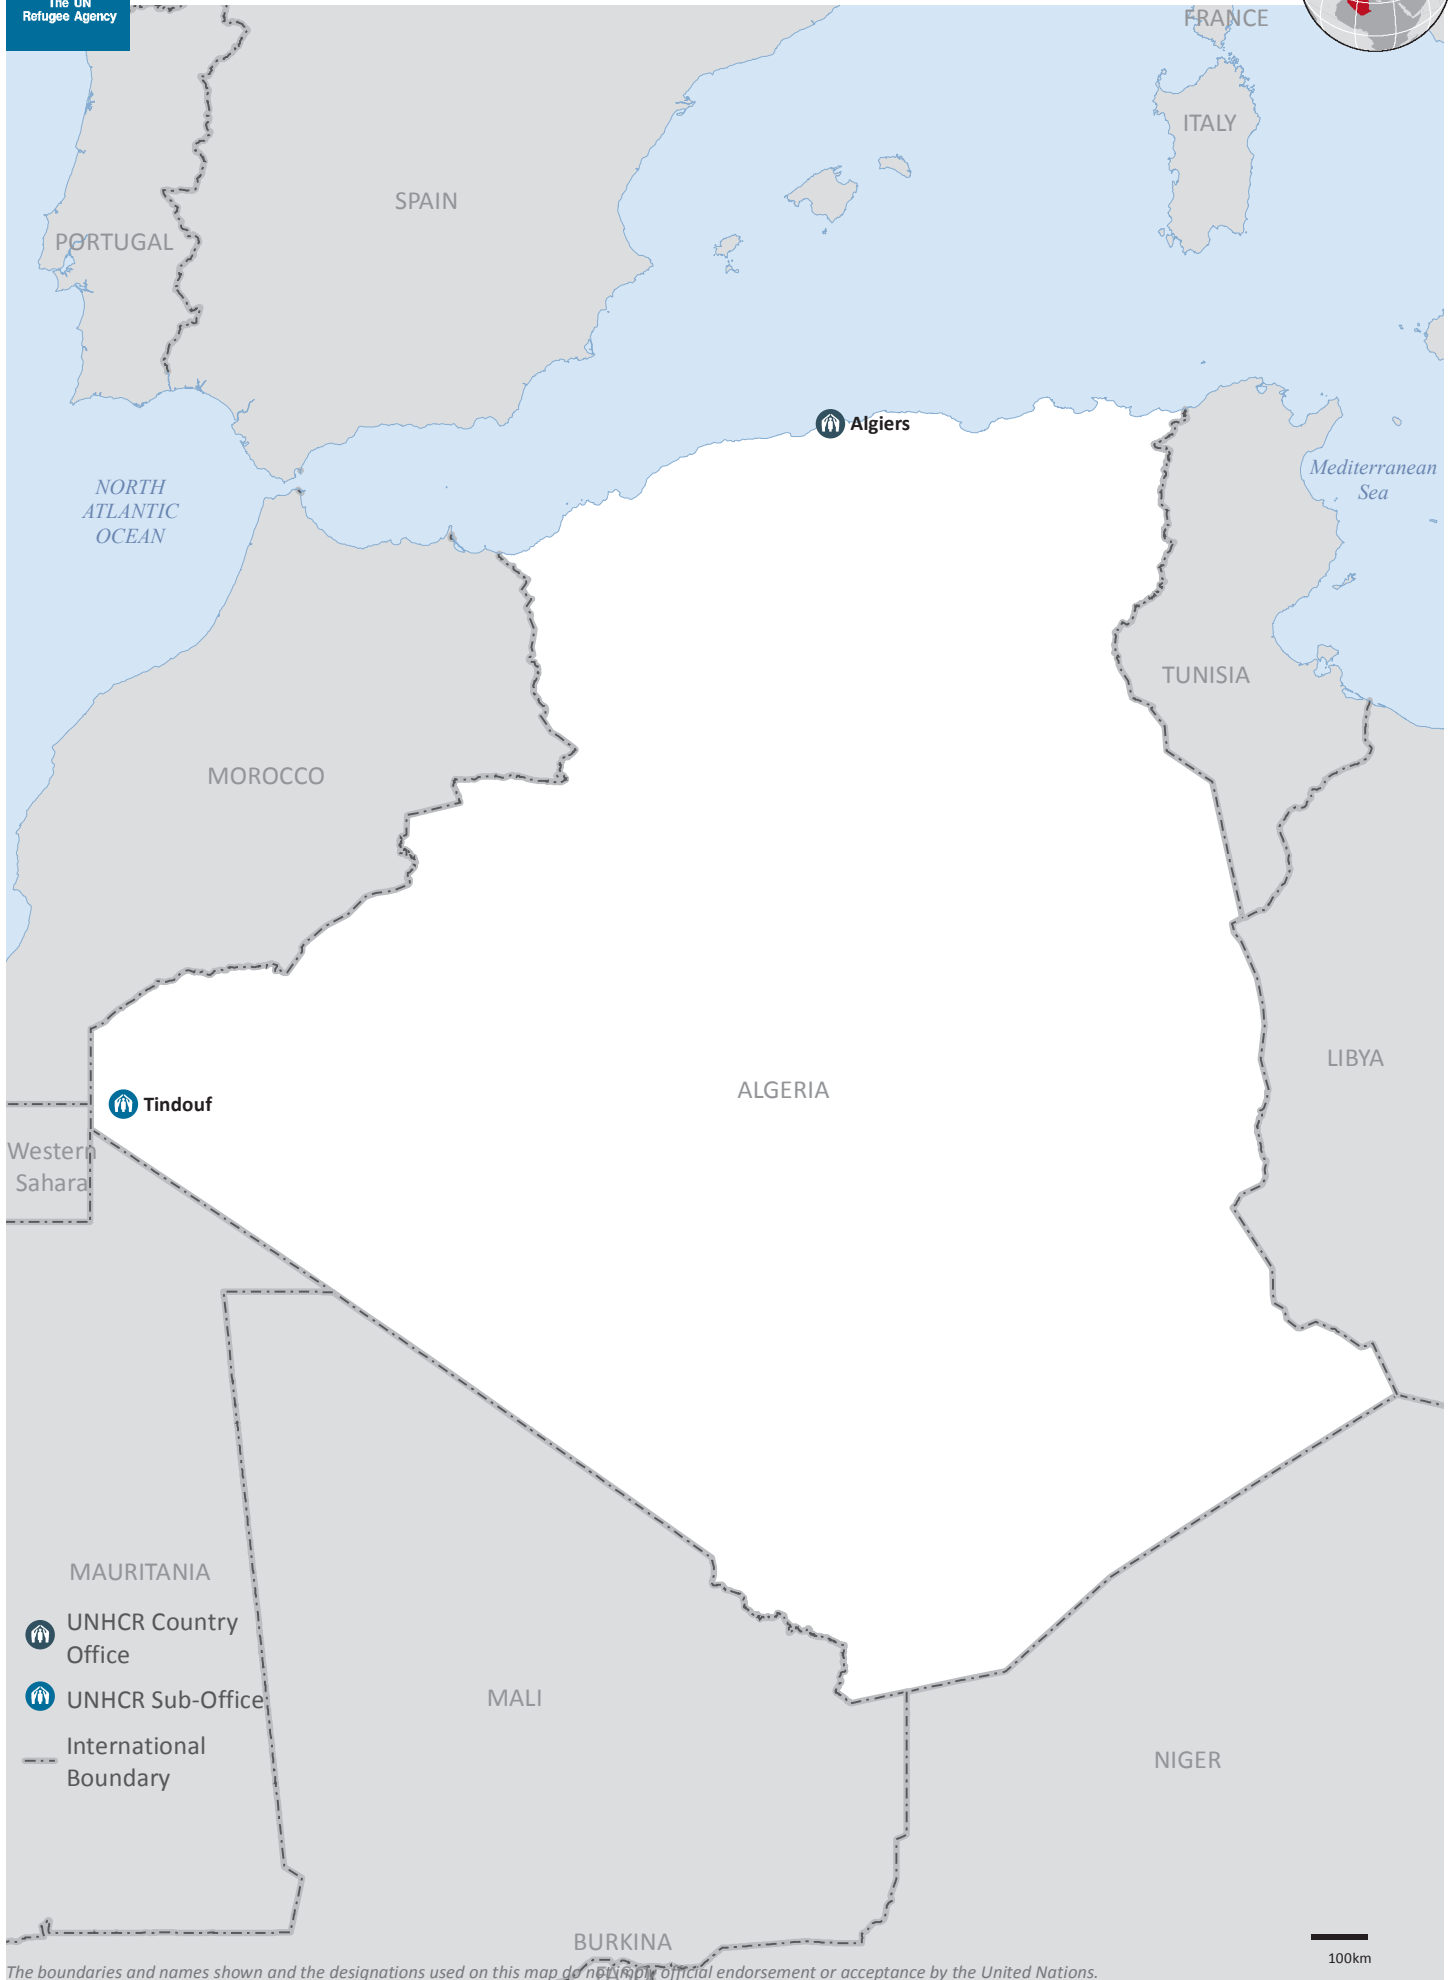 The UN
Refugee Agency
FRANCE
ITALY
SPAIN
PORTUGAL
Algiers
Mediterranean
Sea
NORTH
ATLANTIC
OCEAN
TUNISIA
MOROCCO
LIBYA
ALGERIA
Tindouf
Western
Sahara
MAURITANIA
UNHCR Country
Office
UNHCR Sub-Office
MALI
International
Boundary
NIGER
BURKINA
100km
The boundaries and names shown and the designations used on this map do not imply official endorsement or acceptance by the United Nations.